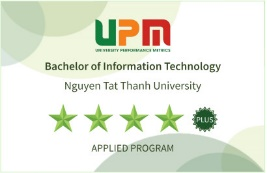 UPM
UNIVERSITY PERFORMANCE METRICS
Bachelor of Information Technology
Nguyen Tat Thanh University
PLUS
APPLIED PROGRAM